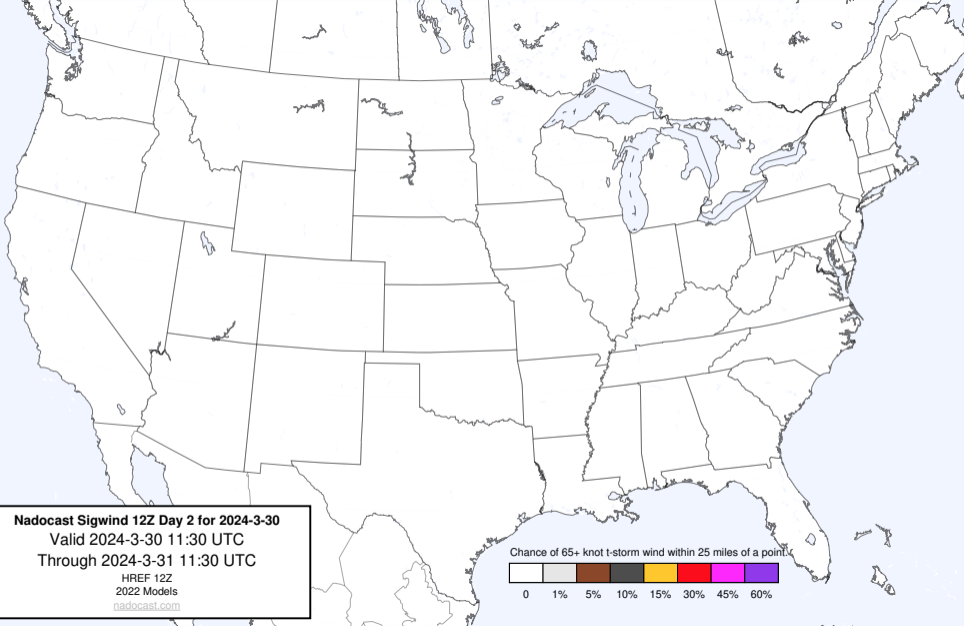 Nadocast Sigwind 12Z Day 2 for 2024-3-30
Valid 2024-3-30 11:30 UTC
Through 2024-3-31 11:30 UTC
HREF 12Z
2022 Models
nadocast.com
Chance of 65+ knot t-storm wind within 25 miles of a point.
0 1% 5% 10% 15% 30% 45% 60%